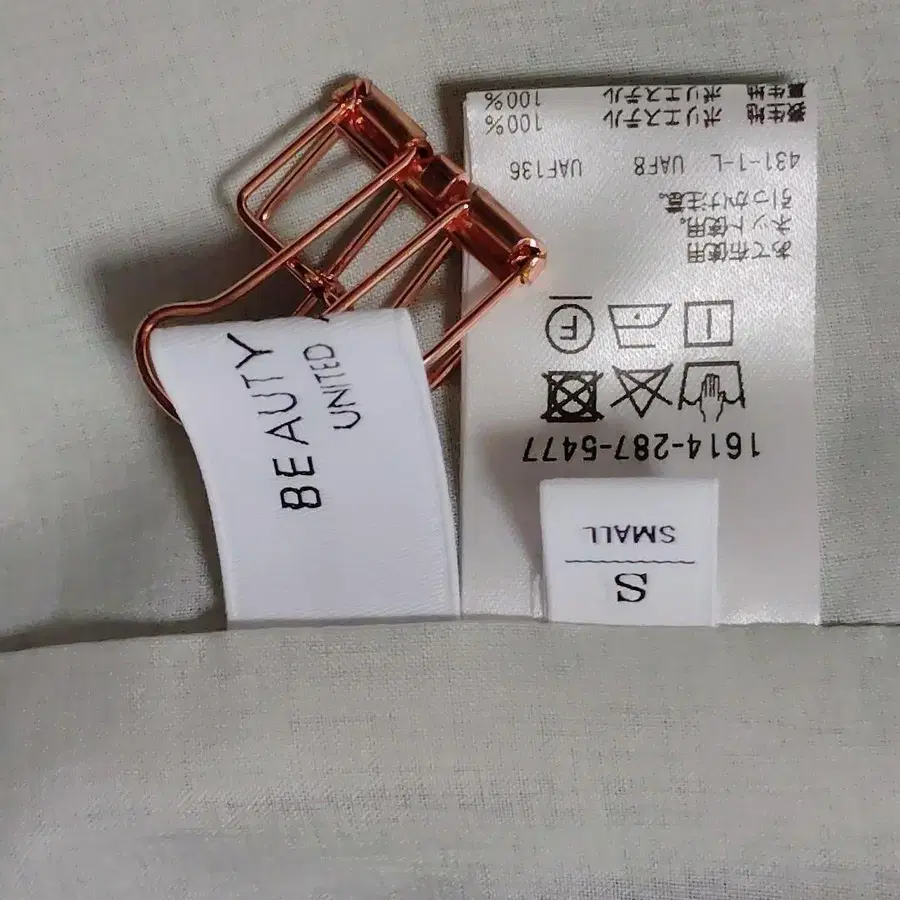 BEAUTY
UNITED
S
SMALL
1614-287-5477
あて布使用
ネット使用。
引っかけ注意。
431-1-L UAF8 UAF136
表生地 ポリエステル 100%
裏生地 ポリエステル 100%